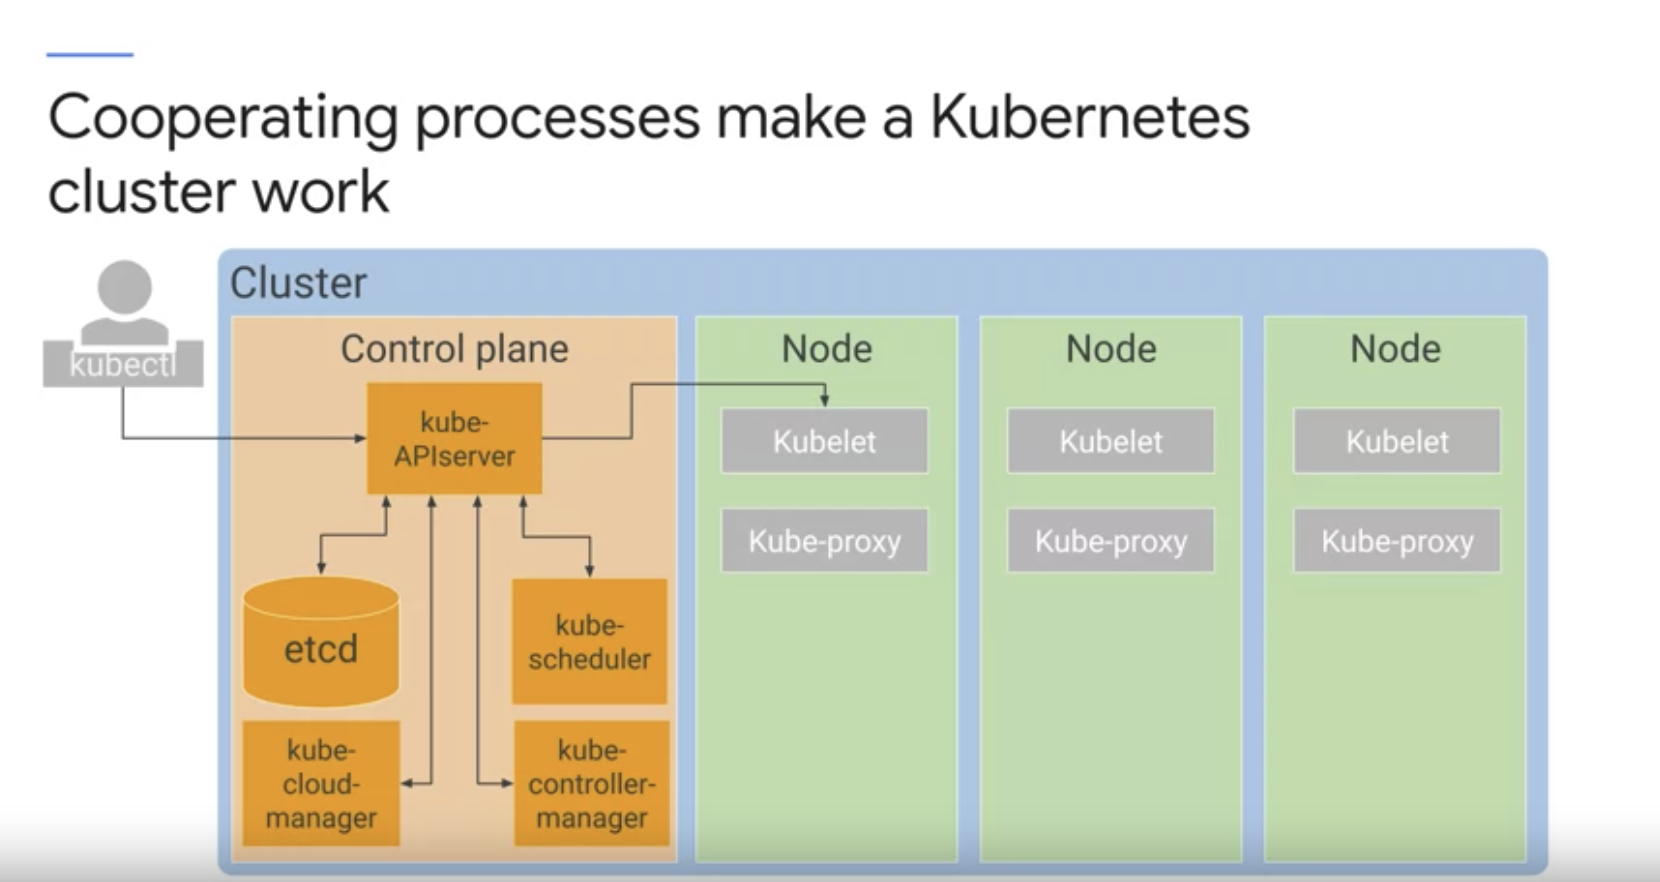 Cooperating processes make a Kubernetes
cluster work
kubectl
Cluster
Control plane
kube-
APIserver
etcd
kube-
scheduler
kube-
cloud-
manager
kube-
controller-
manager
Node
Kubelet
Kube-proxy
Node
Kubelet
Kube-proxy
Node
Kubelet
Kube-proxy